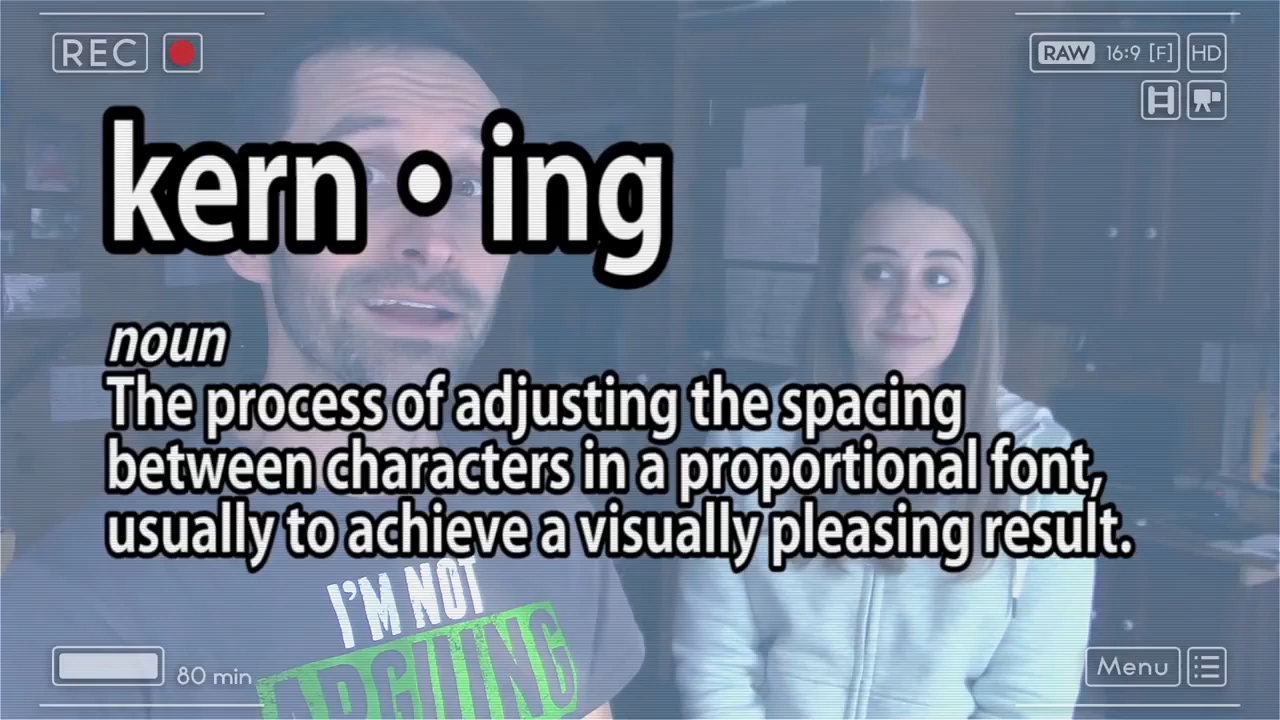 REC
RAW 16:9 [F] HD
kern • ing
noun
The process of adjusting the spacing
between characters in a proportional font,
usually to achieve a visually pleasing result.
I'M NOT
ARGUING
80 min
Menu